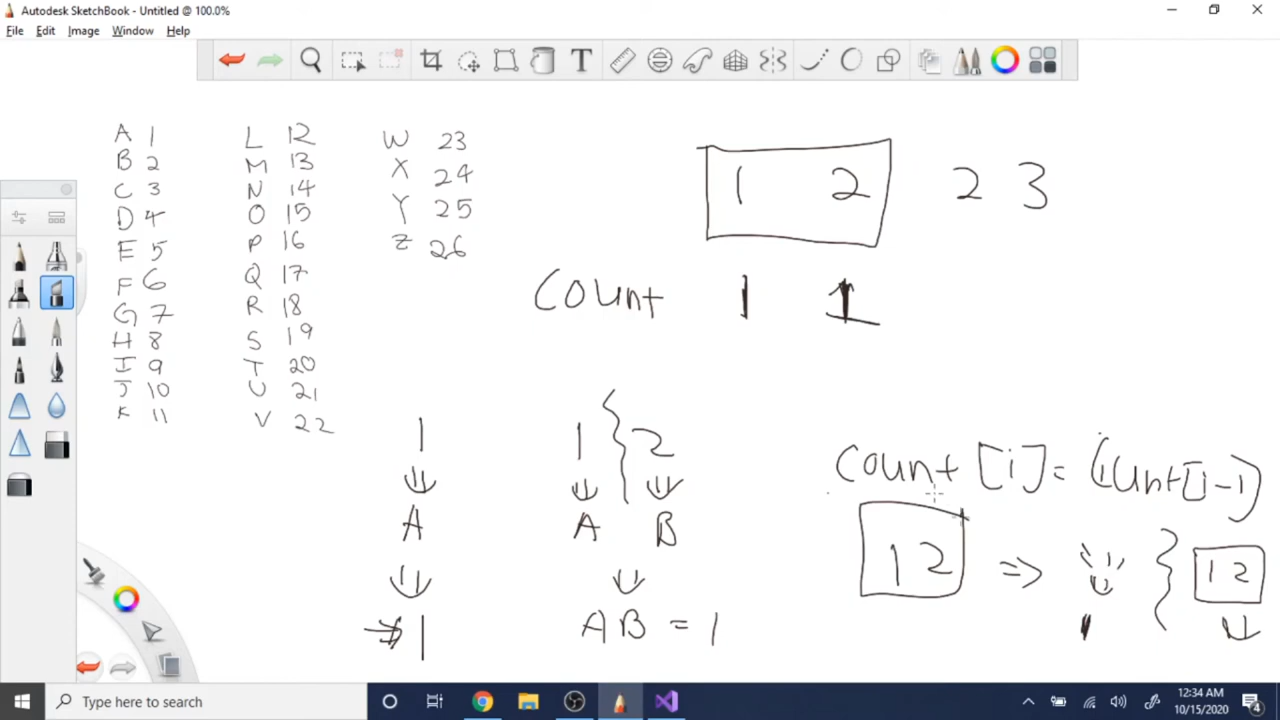 Autodesk SketchBook - Untitled @ 100.0%
File Edit Image Window Help
A 1
B 2
C 3
D 4
E 5
F 6
G 7
H 8
I 9
J 10
K 11
L 12
M 13
N 14
O 15
P 16
Q 17
R 18
S 19
T 20
U 21
V 22
W 23
X 24
Y 25
Z 26
1 2 2 3
Count 1 1
1
A
1
1 2
A B
AB = 1
Count [i] = Count[i-1]
12 => 1 12
Type here to search
12:34 AM
10/15/2020
4